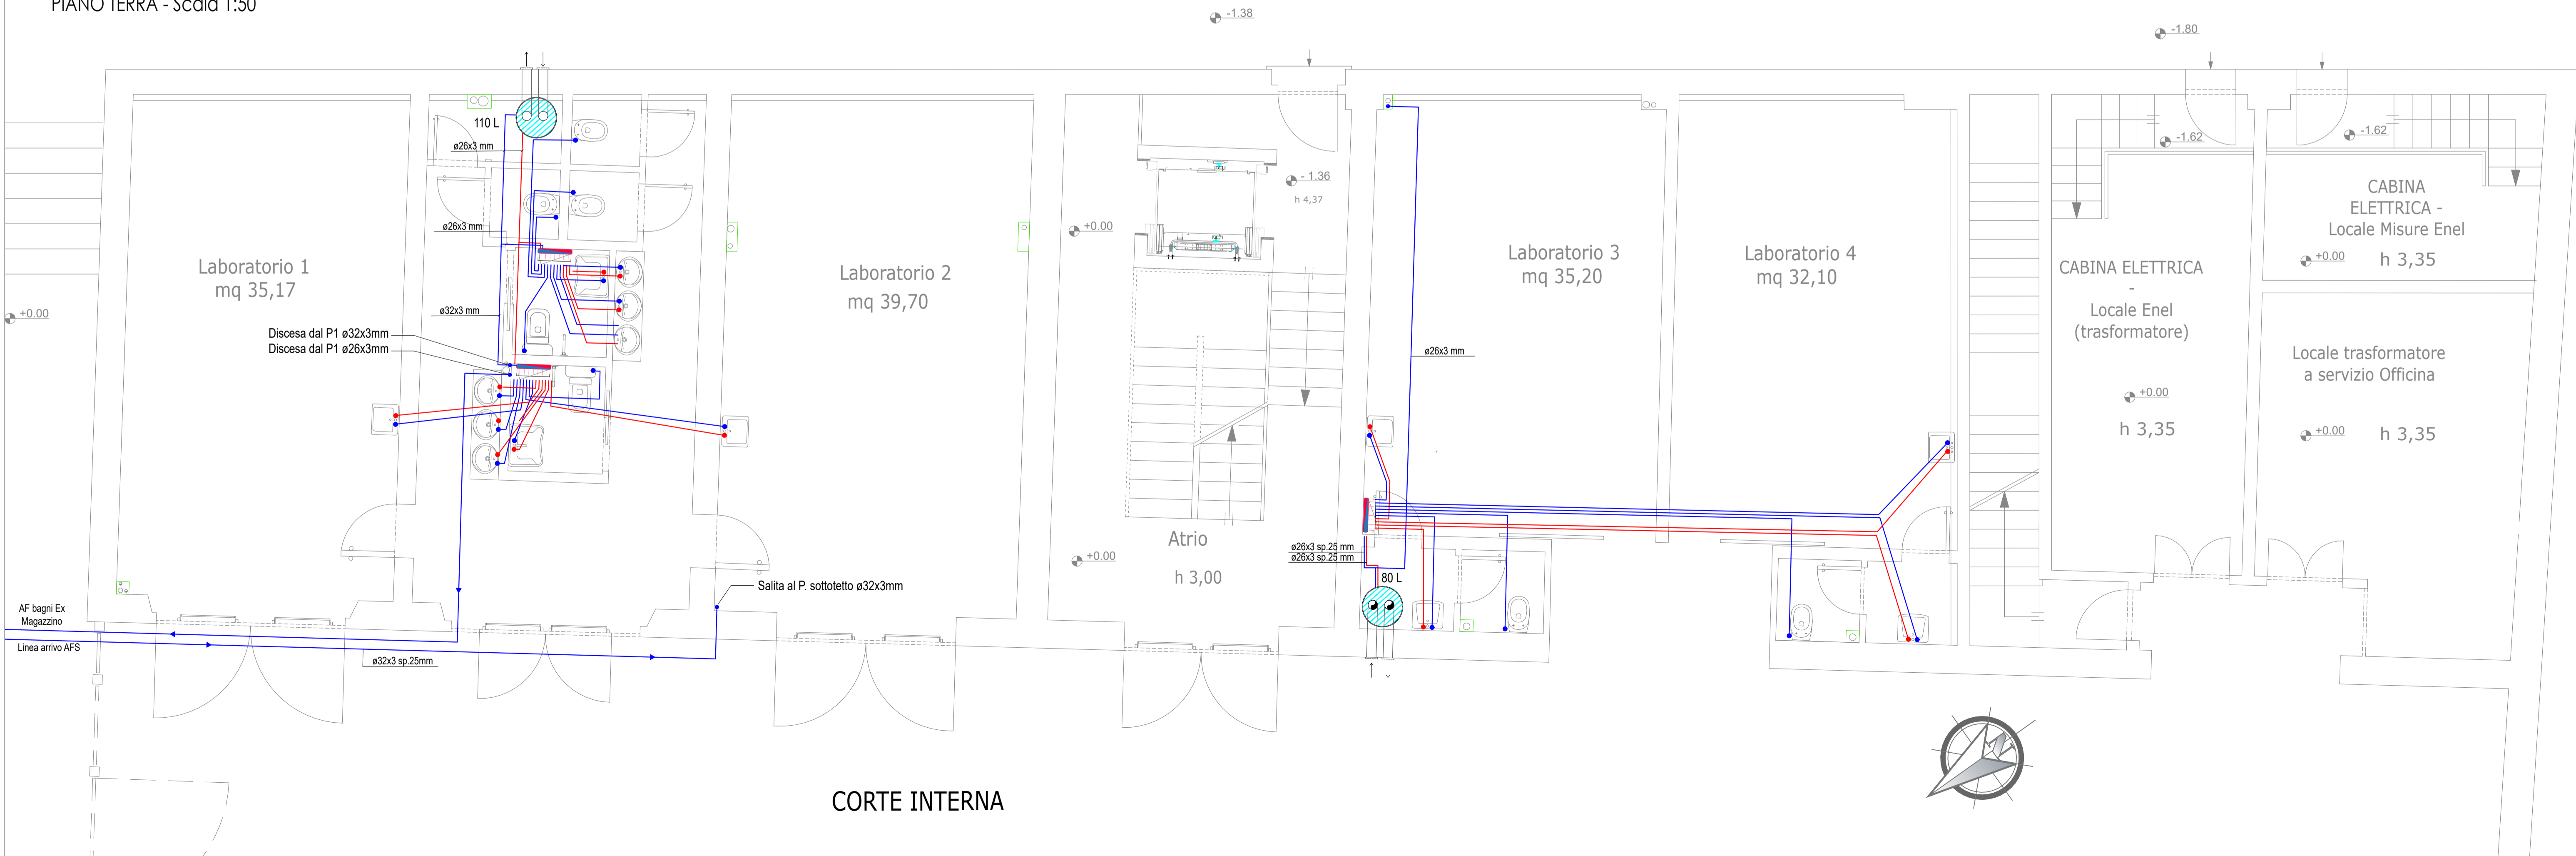 PIANO TERRA - Scala 1:50
-1.38
-1.80
110 L
ø26x3 mm
-1.62
-1.62
- 1.36
h 4,37
CABINA
ELETTRICA -
Locale Misure Enel
+0.00
h 3,35
ø26x3 mm
+0.00
Laboratorio 1
mq 35,17
Laboratorio 2
mq 39,70
Laboratorio 3
mq 35,20
Laboratorio 4
mq 32,10
CABINA ELETTRICA
-
Locale Enel
(trasformatore)
+0.00
h 3,35
+0.00
ø32x3 mm
Discesa dal P1 ø32x3mm
Discesa dal P1 ø26x3mm
ø26x3 mm
Locale trasformatore
a servizio Officina
+0.00
h 3,35
Atrio
h 3,00
+0.00
ø26x3 sp.25 mm
ø26x3 sp.25 mm
80 L
Salita al P. sottotetto ø32x3mm
AF bagni Ex
Magazzino
Linea arrivo AFS
ø32x3 sp.25mm
CORTE INTERNA